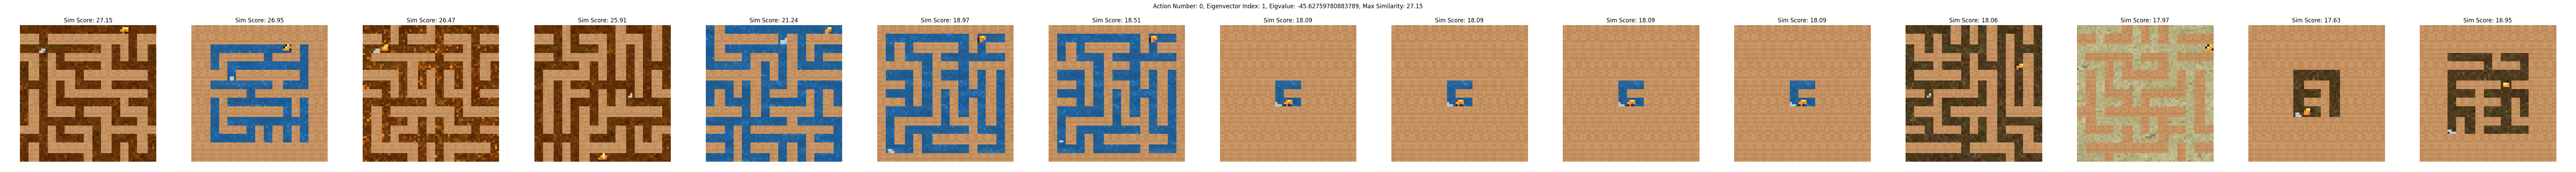 Action Number: 0, Eigenvector Index: 1, Eigvalue: -45.62759780883789, Max Similarity: 27.15
Sim Score: 27.15
Sim Score: 26.95
Sim Score: 26.47
Sim Score: 25.91
Sim Score: 21.24
Sim Score: 18.97
Sim Score: 18.51
Sim Score: 18.09
Sim Score: 18.09
Sim Score: 18.09
Sim Score: 18.09
Sim Score: 18.06
Sim Score: 17.97
Sim Score: 17.63
Sim Score: 16.95